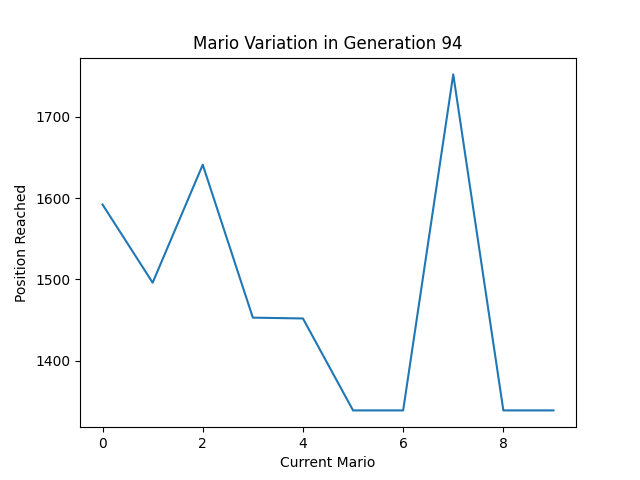 Mario Variation in Generation 94
Position Reached
1700
1600
1500
1400
0 2 4 6 8
Current Mario